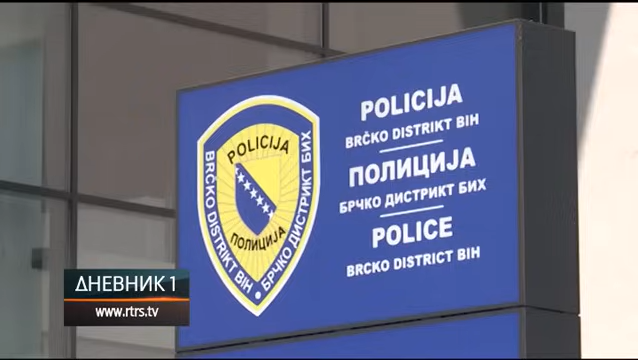 POLICIJA
BRČKO DISTRIKT BIH
ПОЛИЦИЈА
БРЧКО ДИСТРИКТ БИХ
POLICE
BRCKO DISTRICT BIH
POLICIJA
BRČKO DISTRIKT BIH
БРЧКО ДИСТРИКТ БИХ
ПОЛИЦИЈА
ДНЕВНИК 1
www.rtrs.tv